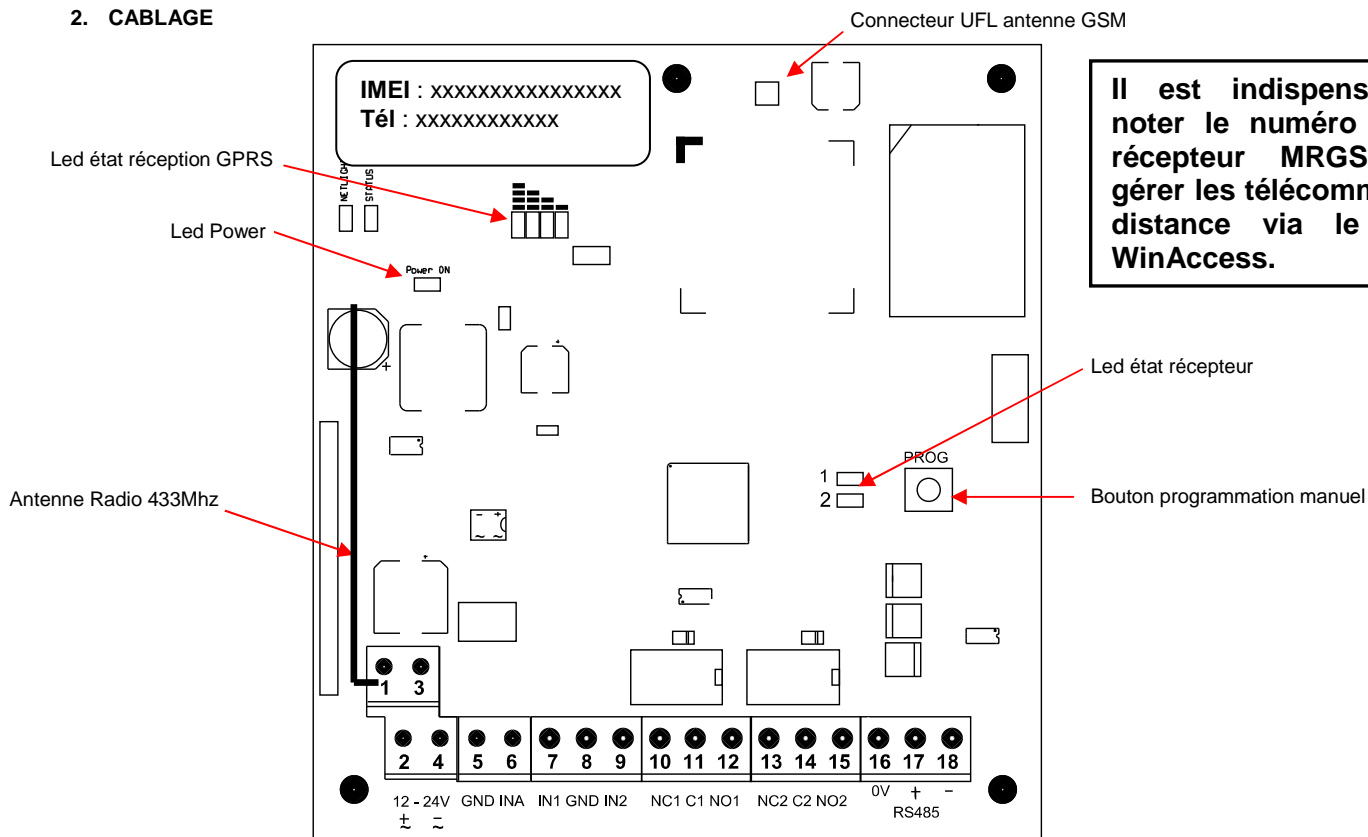 2. CABLAGE
Connecteur UFL antenne GSM
IMEI : xxxxxxxxxxxxxxxx
Tél : xxxxxxxxxxxx
Il est indispens
noter le numéro
récepteur MRGS
gérer les télécomm
distance via le
WinAccess.
Led état réception GPRS
NETLIGH
STATUS
Led Power
Power ON
+
Led état récepteur
PROG
1
2
Bouton programmation manuel
Antenne Radio 433Mhz
- +
~ ~
+
1 3
2 4 5 6 7 8 9 10 11 12 13 14 15 16 17 18
12 - 24V GND INA IN1 GND IN2 NC1 C1 NO1 NC2 C2 NO2 0V + -
+ -
~ ~
RS485